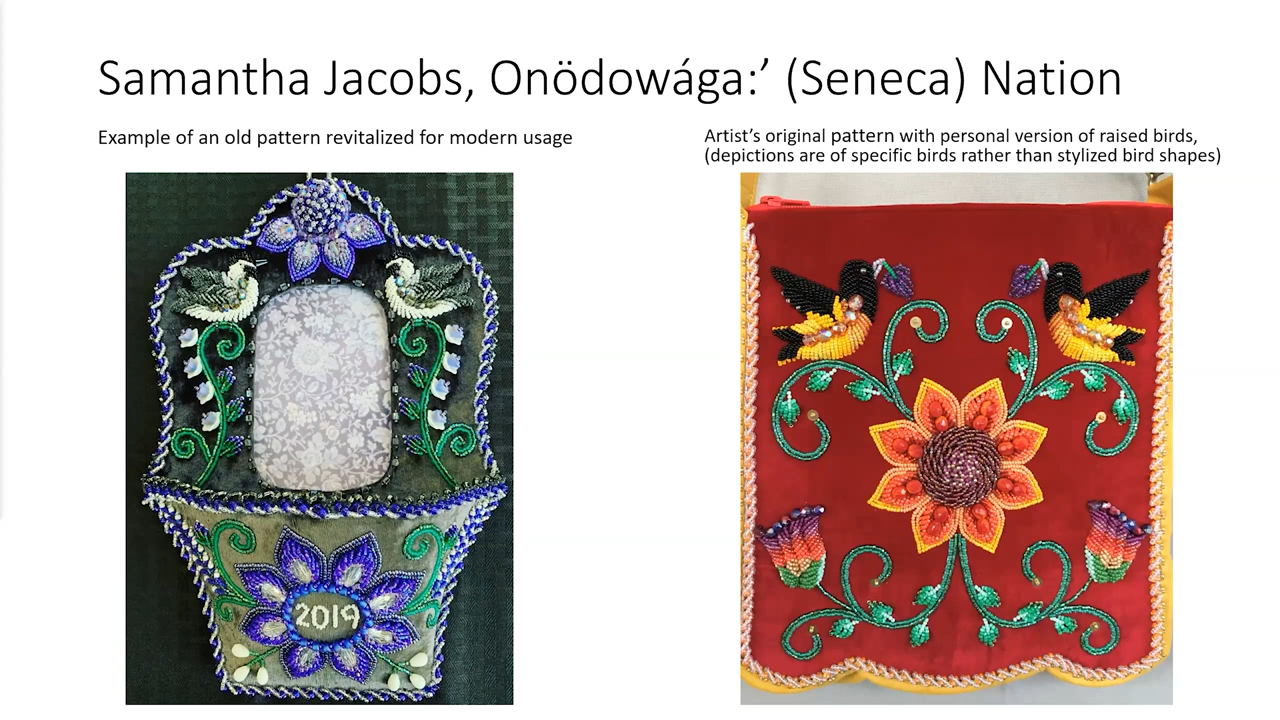 Samantha Jacobs, Onödowága:’ (Seneca) Nation
Example of an old pattern revitalized for modern usage
Artist’s original pattern with personal version of raised birds,
(depictions are of specific birds rather than stylized bird shapes)
2019